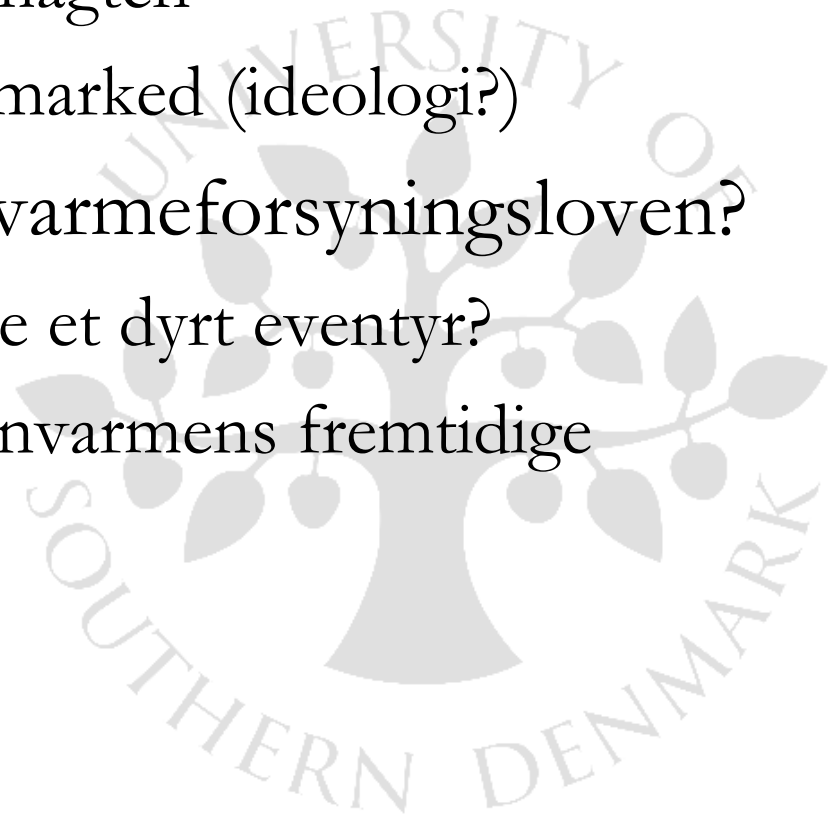 marked (ideologi?)
varmeforsyningsloven?
e et dyrt eventyr?
nvarmens fremtidige
UNIVERSITY OF
SOUTHERN DENMARK